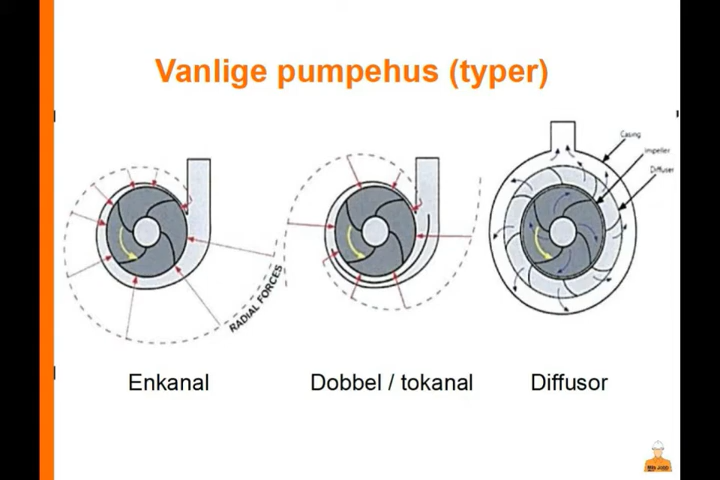 Vanlige pumpehus (typer)
Casing
Impeller
Diffuser
RADIAL FORCES
Enkanal
Dobbel / tokanal
Diffusor